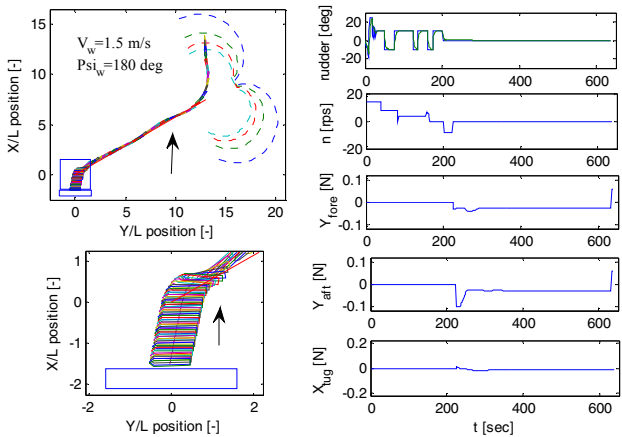 V_w=1.5 m/s
Psi_w=180 deg
X/L position [-]
15
10
5
0
0 5 10 15 20
Y/L position [-]
X/L position [-]
1
0
-1
-2
-2 0 2
Y/L position [-]
rudder [deg]
20
0
-20
0 200 400 600
n [rps]
20
0
-20
0 200 400 600
Y_fore [N]
0.1
0
-0.1
0 200 400 600
Y_aft [N]
0.1
0
-0.1
0 200 400 600
X_tug [N]
0.2
0
-0.2
0 200 400 600
t [sec]